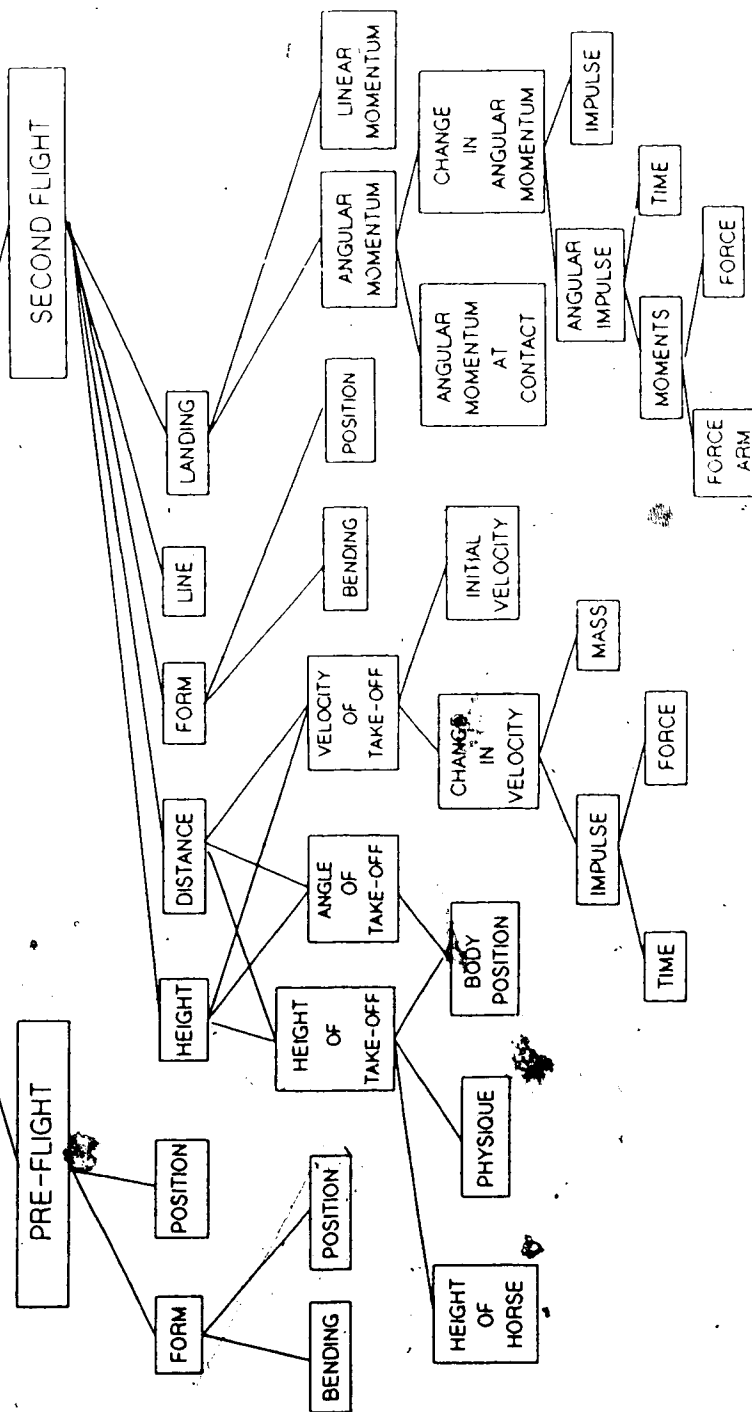 PRE-FLIGHT
SECOND FLIGHT
FORM
POSITION
HEIGHT
DISTANCE
FORM
LINE
LANDING
BENDING
POSITION
HEIGHT
OF
TAKE-OFF
ANGLE
OF
TAKE-OFF
VELOCITY
OF
TAKE-OFF
BENDING
POSITION
ANGULAR
MOMENTUM
LINEAR
MOMENTUM
HEIGHT
OF
HORSE
PHYSIQUE
BODY
POSITION
CHANGE
IN
VELOCITY
INITIAL
VELOCITY
ANGULAR
MOMENTUM
AT
CONTACT
CHANGE
IN
ANGULAR
MOMENTUM
IMPULSE
MASS
ANGULAR
IMPULSE
IMPULSE
TIME
FORCE
MOMENTS
TIME
FORCE
ARM
FORCE